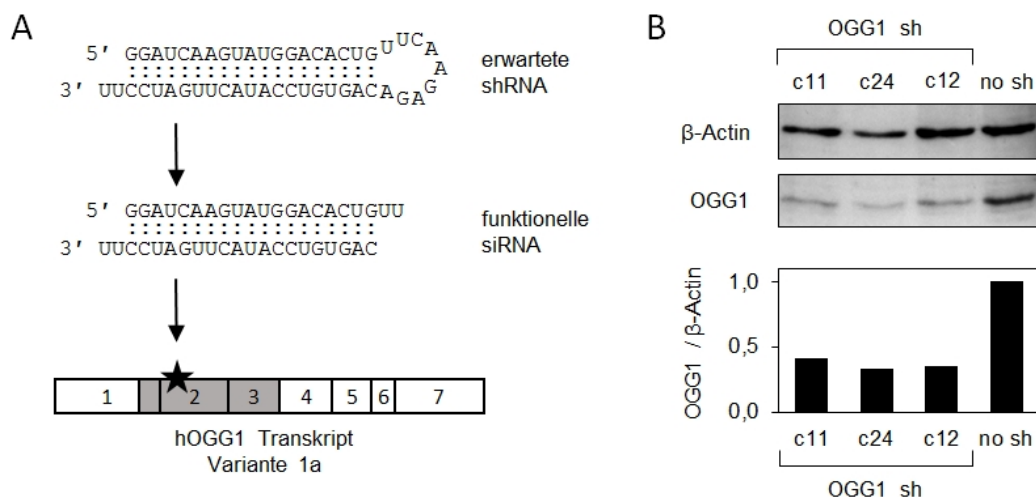 A
5′ GGAUCAAGUAUGGACACUGUUCAAGAGA
3′ UUCCUAGUUCAUACCUGUGAC
erwartete
shRNA
5′ GGAUCAAGUAUGGACACUGUU
3′ UUCCUAGUUCAUACCUGUGAC
funktionelle
siRNA
1 2 3 4 5 6 7
hOGG1 Transkript
Variante 1a
B
OGG1 sh
c11 c24 c12 no sh
β-Actin
OGG1
OGG1 / β-Actin
1,0
0,5
0,0
c11 c24 c12 no sh
OGG1 sh